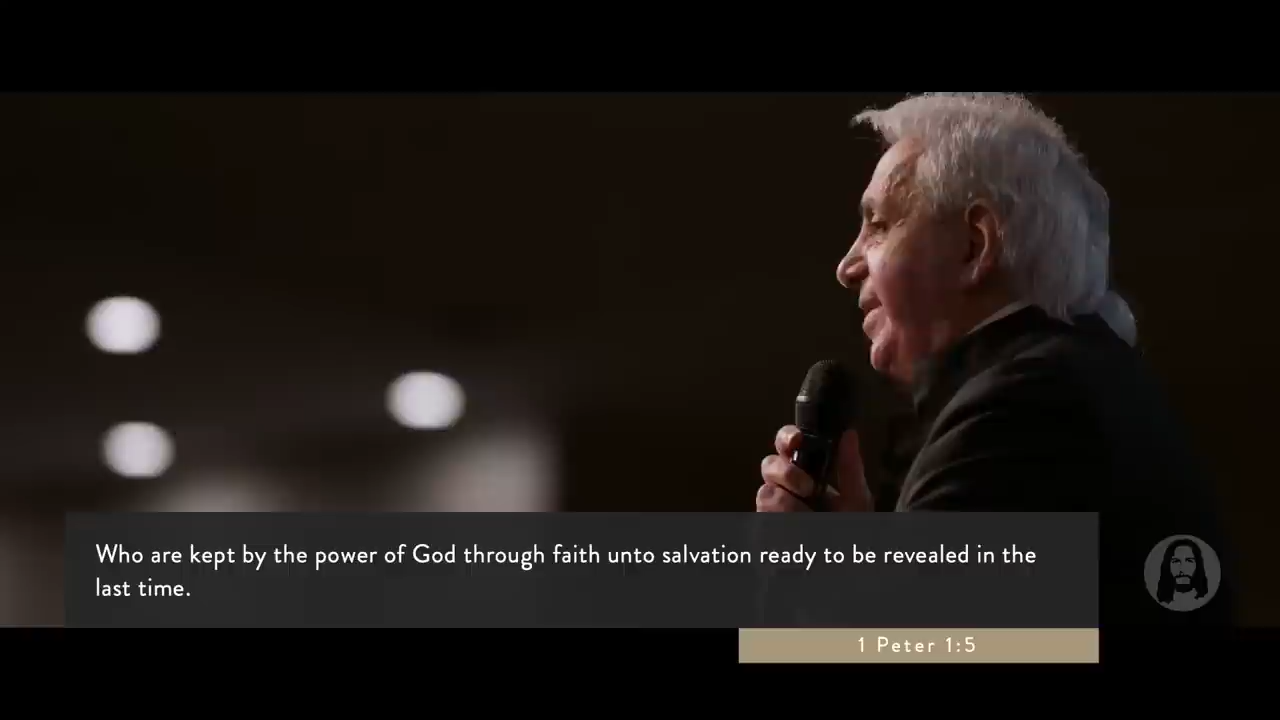 Who are kept by the power of God through faith unto salvation ready to be revealed in the
last time.
1 Peter 1:5